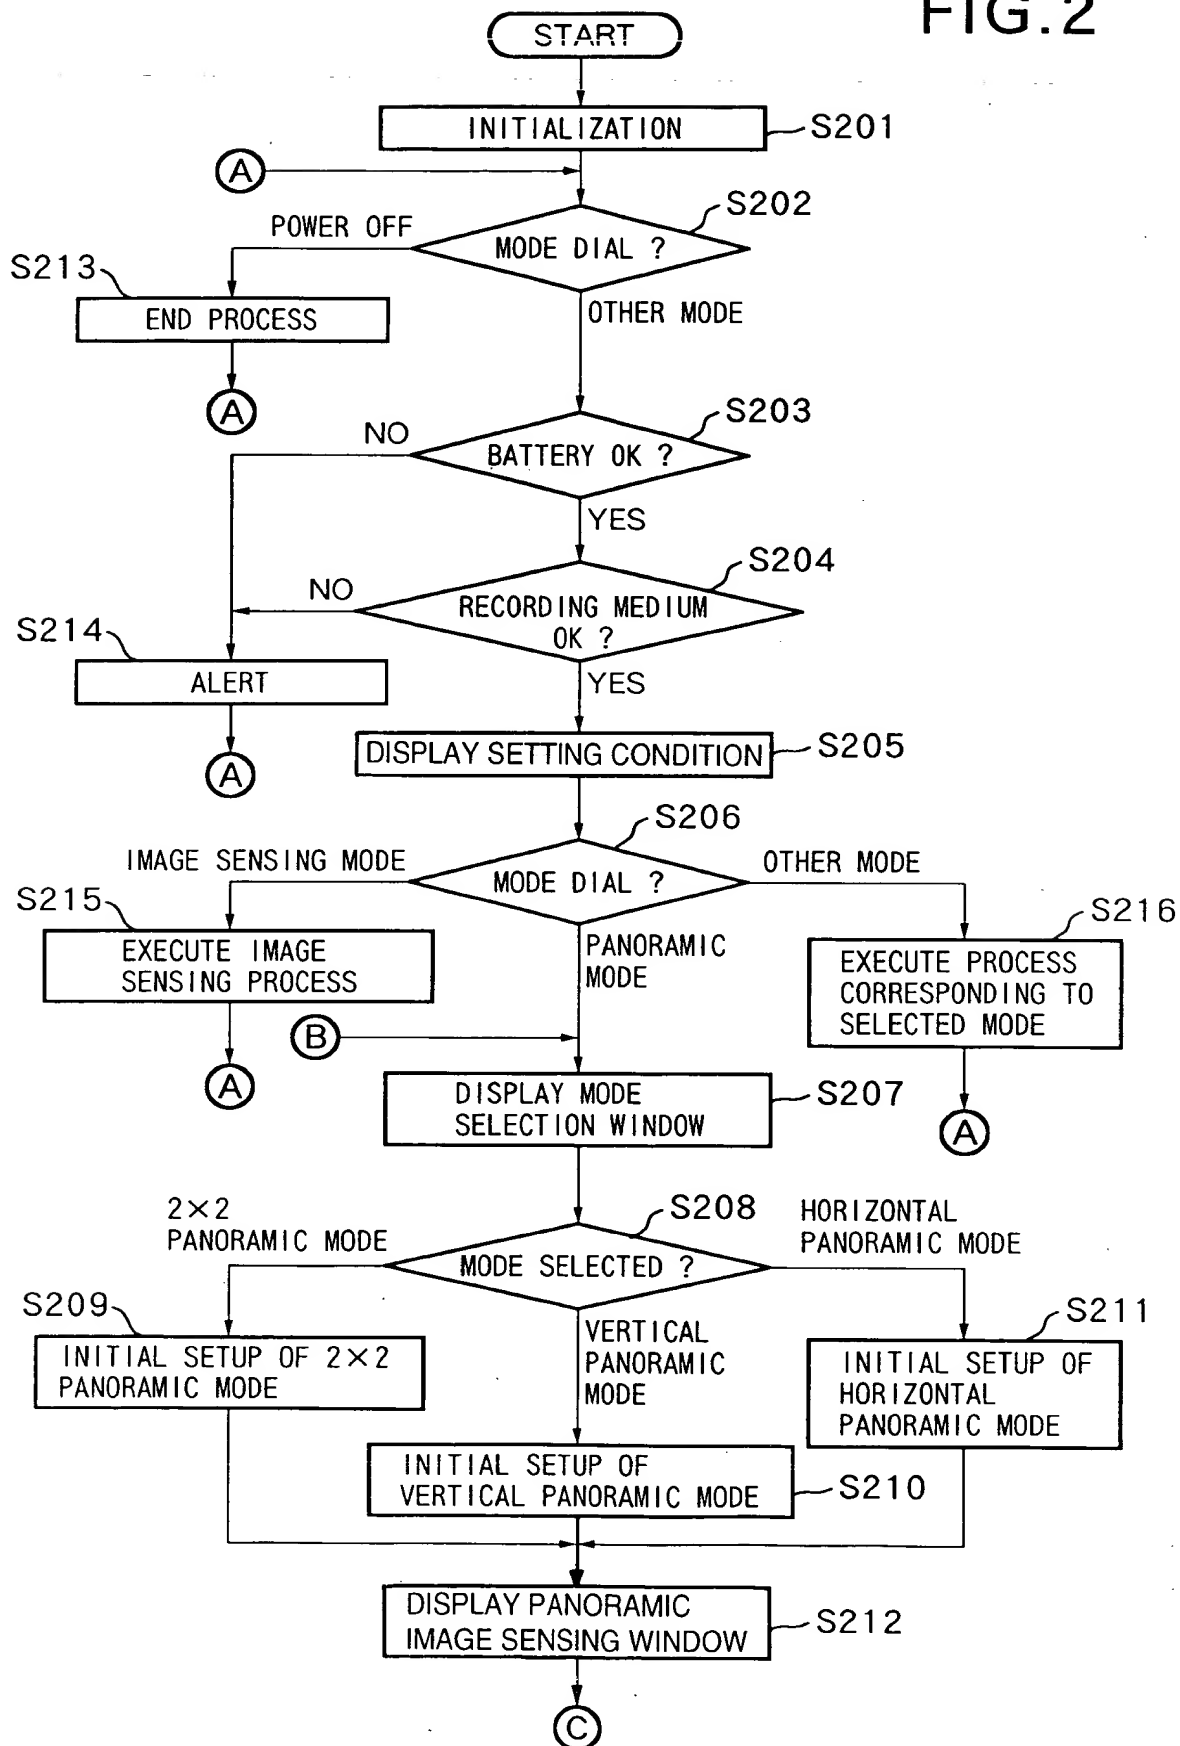 FIG.2
START
INITIALIZATION
S201
A
S202
MODE DIAL ?
POWER OFF
S213
END PROCESS
OTHER MODE
A
S203
NO
BATTERY OK ?
YES
S204
NO
RECORDING MEDIUM
OK ?
S214
ALERT
YES
A
DISPLAY SETTING CONDITION
S205
S206
IMAGE SENSING MODE
MODE DIAL ?
OTHER MODE
S215
EXECUTE IMAGE
SENSING PROCESS
PANORAMIC
MODE
S216
EXECUTE PROCESS
CORRESPONDING TO
SELECTED MODE
B
A
DISPLAY MODE
SELECTION WINDOW
S207
A
2×2
PANORAMIC MODE
S208
MODE SELECTED ?
HORIZONTAL
PANORAMIC MODE
S209
INITIAL SETUP OF 2×2
PANORAMIC MODE
VERTICAL
PANORAMIC
MODE
S211
INITIAL SETUP OF
HORIZONTAL
PANORAMIC MODE
INITIAL SETUP OF
VERTICAL PANORAMIC MODE
S210
DISPLAY PANORAMIC
IMAGE SENSING WINDOW
S212
C